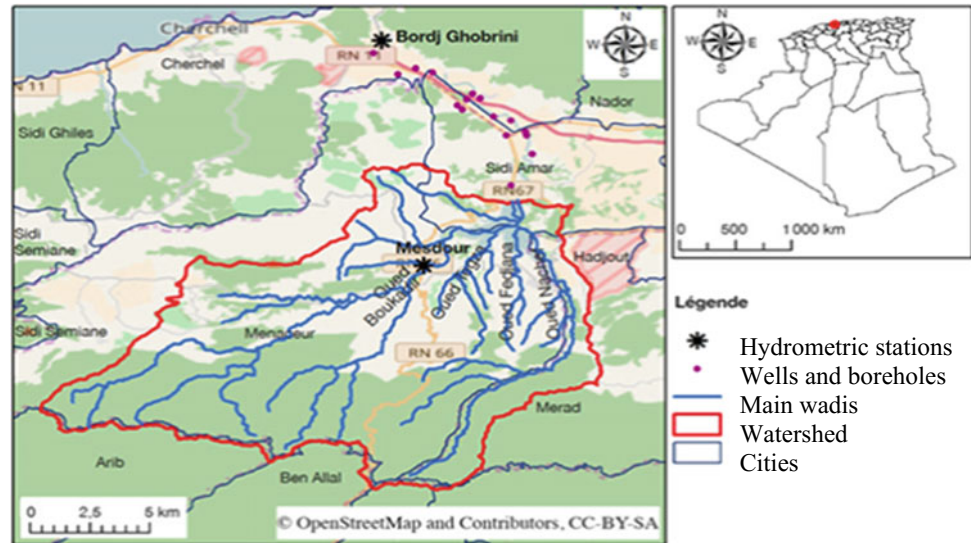 Cherchell
Bordj Ghobrini
Cherchel
RN 11
N 11
Nador
Sidi Ghiles
Sidi Amar
RN67
Sidi
Semiane
Mesdour
Hadjout
Oued
Boukadir
Oued Fedjana
Oued Nador
Sidi Semiane
Menaceur
RN 66
Merad
Arib
Ben Allal
0 2,5 5 km
© OpenStreetMap and Contributors, CC-BY-SA
N
W E
S
N
W E
S
0 500 1 000 km
Légende
Hydrometric stations
Wells and boreholes
Main wadis
Watershed
Cities